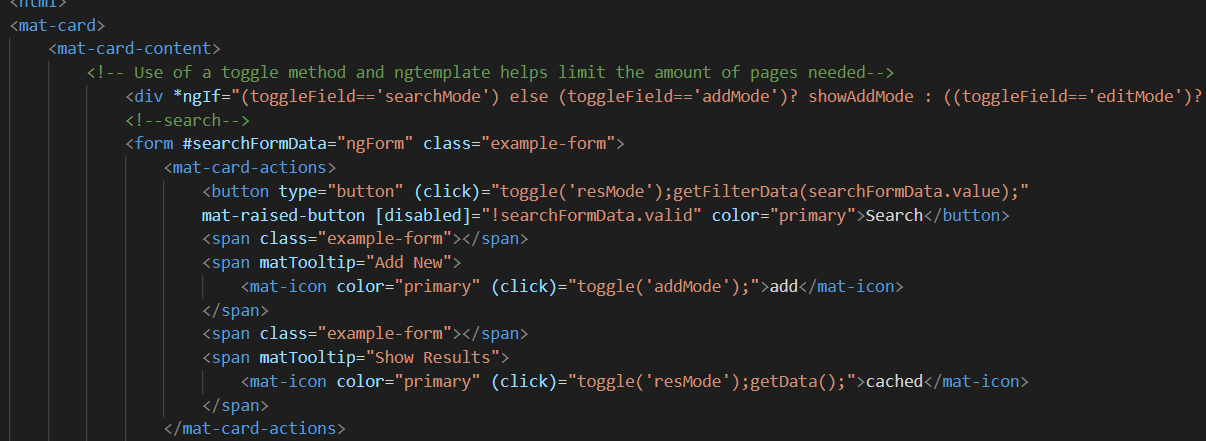 <html>
<mat-card>
<mat-card-content>
<!-- Use of a toggle method and ngtemplate helps limit the amount of pages needed-->
<div *ngIf="(toggleField=='searchMode') else (toggleField=='addMode')? showAddMode : ((toggleField=='editMode')?
<!--search-->
<form #searchFormData="ngForm" class="example-form">
<mat-card-actions>
<button type="button" (click)="toggle('resMode');getFilterData(searchFormData.value);"
mat-raised-button [disabled]="!searchFormData.valid" color="primary">Search</button>
<span class="example-form"></span>
<span matTooltip="Add New">
<mat-icon color="primary" (click)="toggle('addMode');">add</mat-icon>
</span>
<span class="example-form"></span>
<span matTooltip="Show Results">
<mat-icon color="primary" (click)="toggle('resMode');getData();">cached</mat-icon>
</span>
</mat-card-actions>